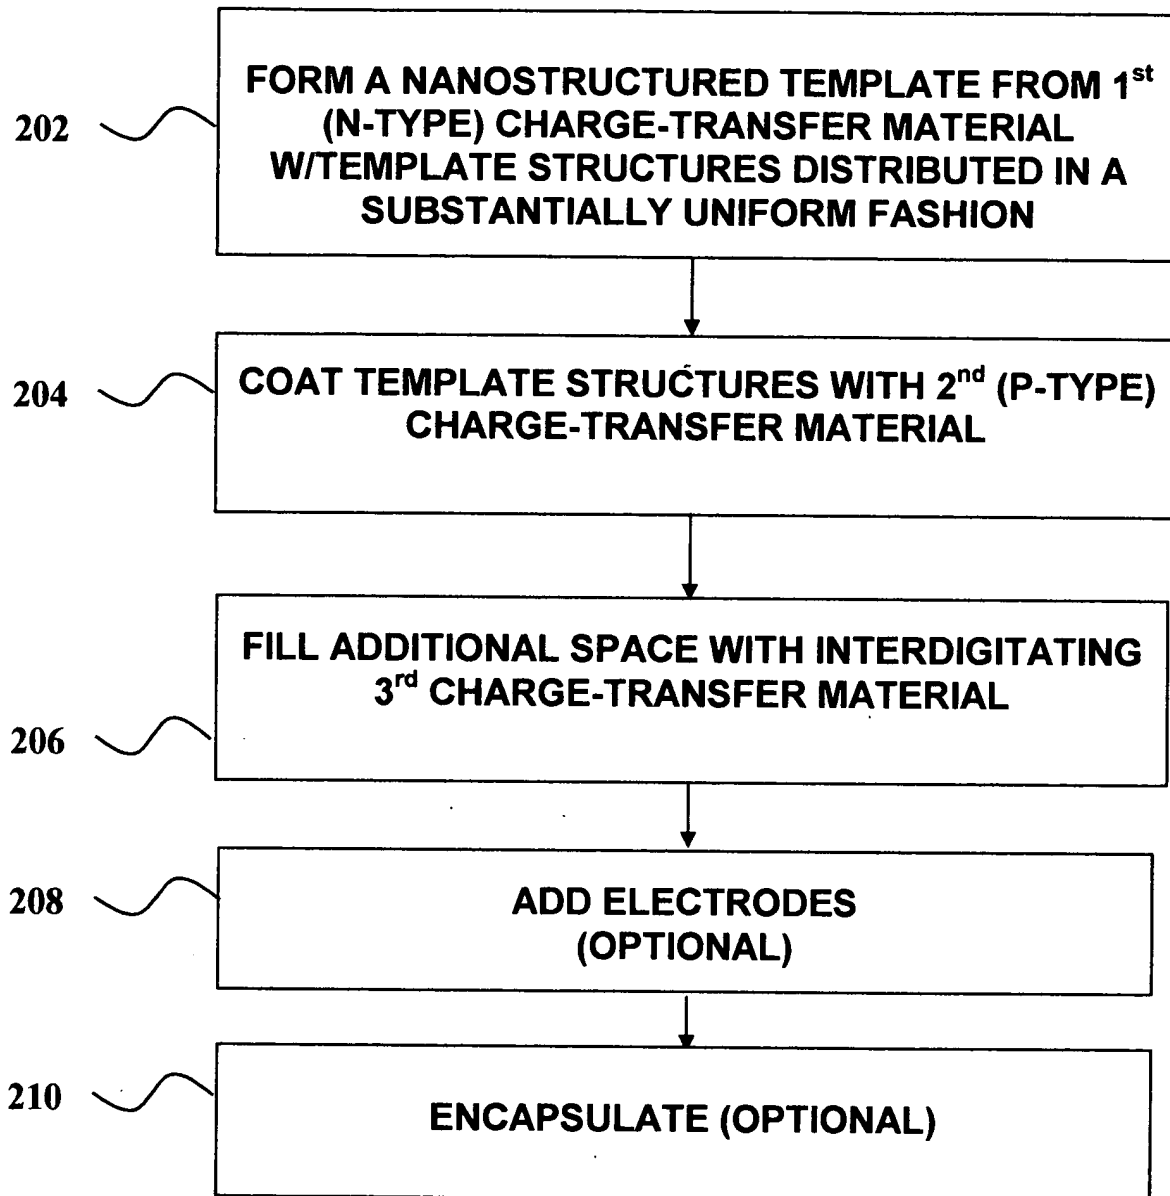 FORM A NANOSTRUCTURED TEMPLATE FROM 1st
202
(N-TYPE) CHARGE-TRANSFER MATERIAL
W/TEMPLATE STRUCTURES DISTRIBUTED IN A
SUBSTANTIALLY UNIFORM FASHION
204
COAT TEMPLATE STRUCTURES WITH 2nd (P-TYPE)
CHARGE-TRANSFER MATERIAL
FILL ADDITIONAL SPACE WITH INTERDIGITATING
3rd CHARGE-TRANSFER MATERIAL
206
208
ADD ELECTRODES
(OPTIONAL)
210
ENCAPSULATE (OPTIONAL)